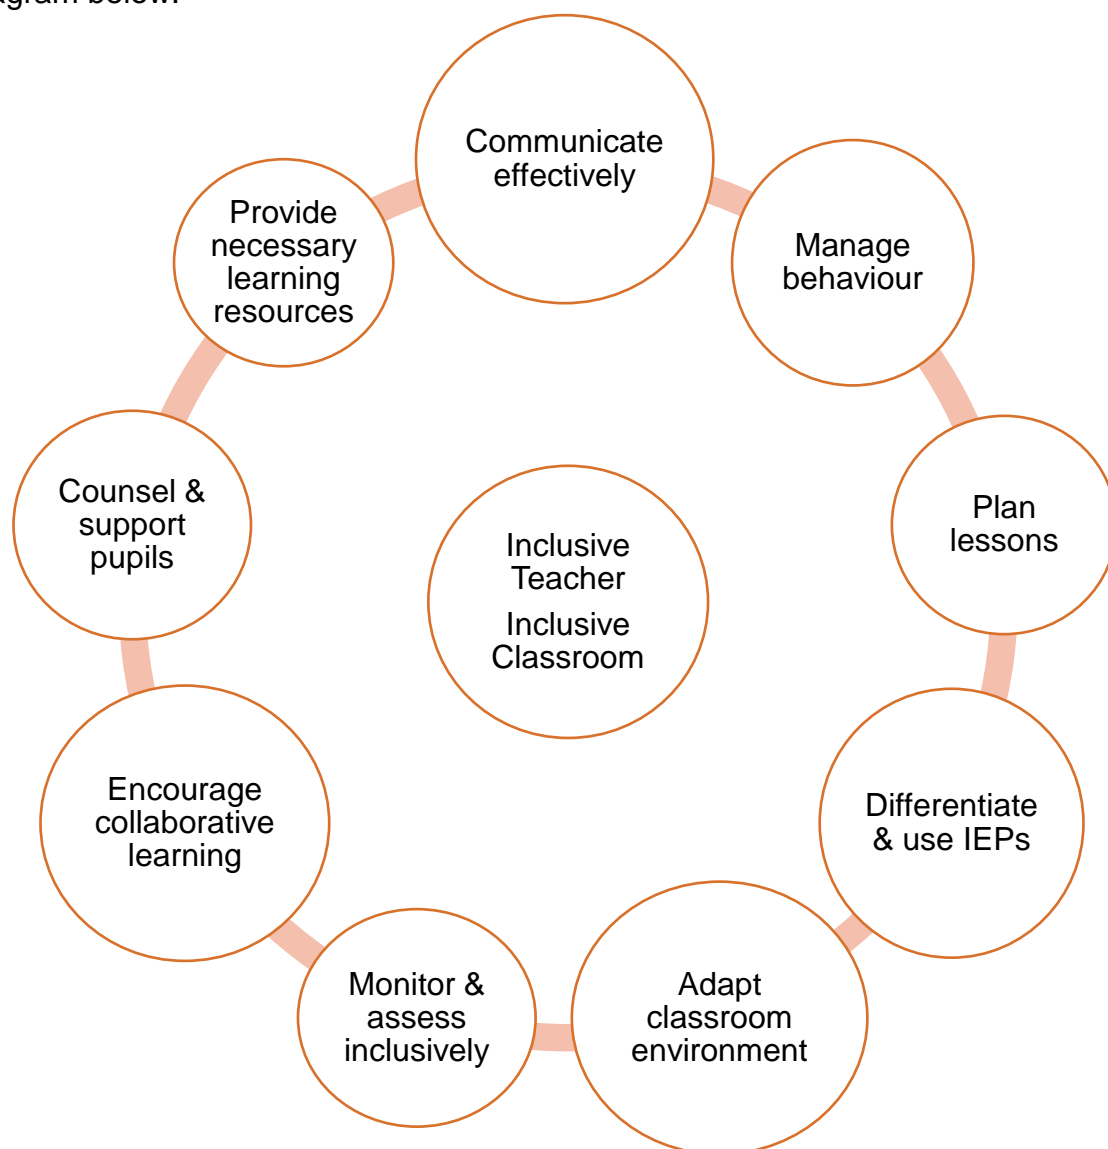 below.
Communicate
effectively
Manage
behaviour
Plan
lessons
Differentiate
& use IEPs
Adapt
classroom
environment
Monitor &
assess
inclusively
Encourage
collaborative
learning
Counsel &
support
pupils
Provide
necessary
learning
resources
Inclusive
Teacher
Inclusive
Classroom